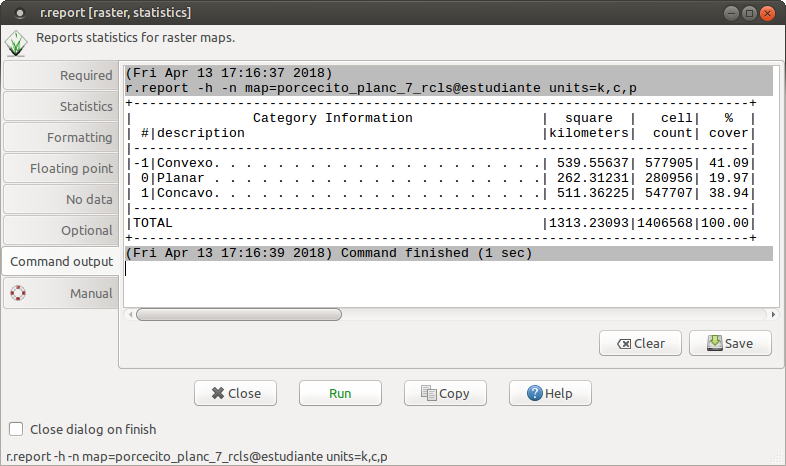 r.report [raster, statistics]
Reports statistics for raster maps.
Required
Statistics
Formatting
Floating point
No data
Optional
Command output
Manual
(Fri Apr 13 17:16:37 2018)
r.report -h -n map=porcecito_planc_7_rcls@estudiante units=k,c,p
+-----------------------------------------------------------------------------+
|               Category Information                |  square  |   cell|   %  |
| #|description                                     |kilometers|  count| cover|
|-----------------------------------------------------------------------------|
|-1|Convexo. . . . . . . . . . . . . . . . . . . . .| 539.55637| 577905| 41.09|
| 0|Planar . . . . . . . . . . . . . . . . . . . . .| 262.31231| 280956| 19.97|
| 1|Concavo. . . . . . . . . . . . . . . . . . . . .| 511.36225| 547707| 38.94|
|-----------------------------------------------------------------------------|
|TOTAL                                              |1313.23093|1406568|100.00|
+-----------------------------------------------------------------------------+
(Fri Apr 13 17:16:39 2018) Command finished (1 sec)
Clear
Save
Close
Run
Copy
Help
Close dialog on finish
r.report -h -n map=porcecito_planc_7_rcls@estudiante units=k,c,p